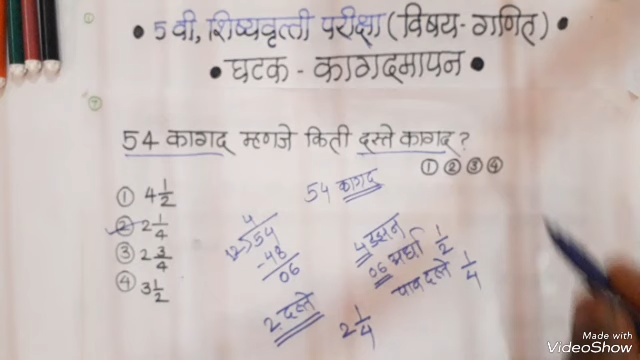 ① • 5 वी, शिष्यवृत्ती परीक्षा (विषय - गणित) •
• घटक - कागदमापन •
54 कागद म्हणजे किती दस्ते कागद ?
① ② ③ ④
① 4 1/2
② 2 1/4
③ 2 3/4
④ 3 1/2
54 कागद
4
12)54
-48
06
2 दस्ते
4 डझन
06 अर्धा 1/2
पाव दस्ते 1/4
2 1/4
Made with
VideoShow